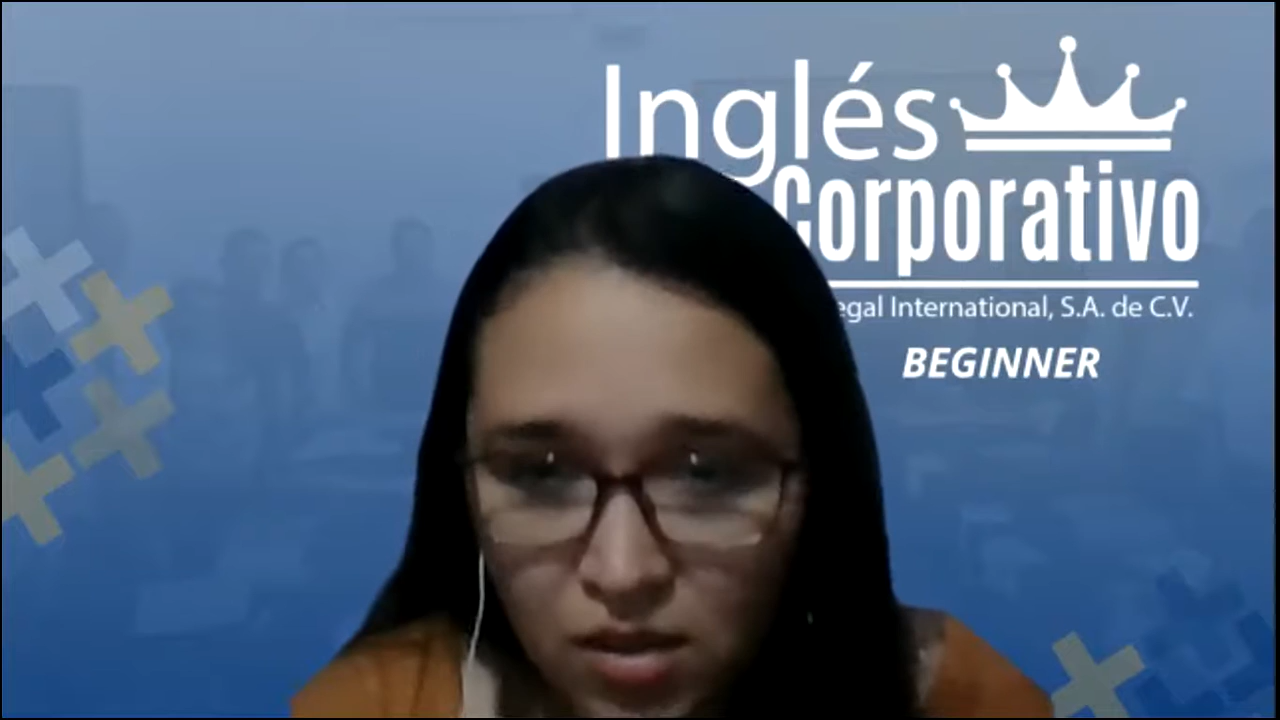 Inglés
Corporativo
egal International, S.A. de C.V.
BEGINNER